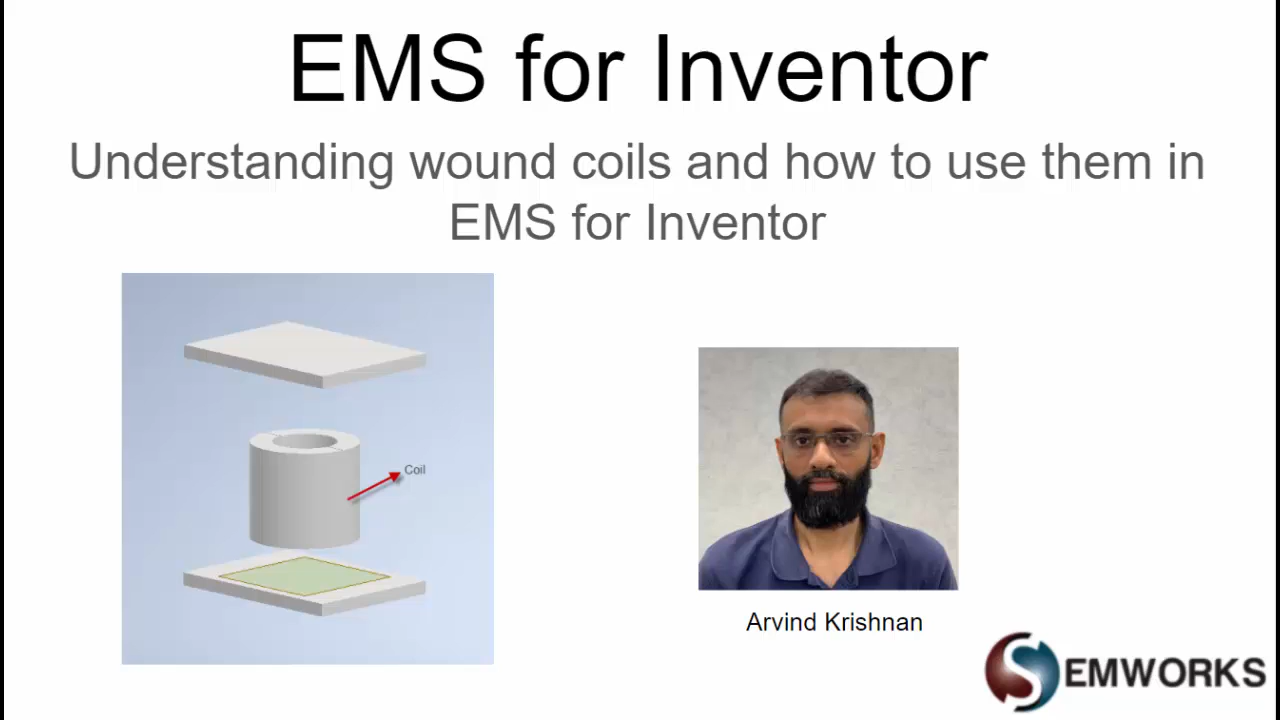 EMS for Inventor
Understanding wound coils and how to use them in
EMS for Inventor
Coil
Arvind Krishnan
EMWORKS